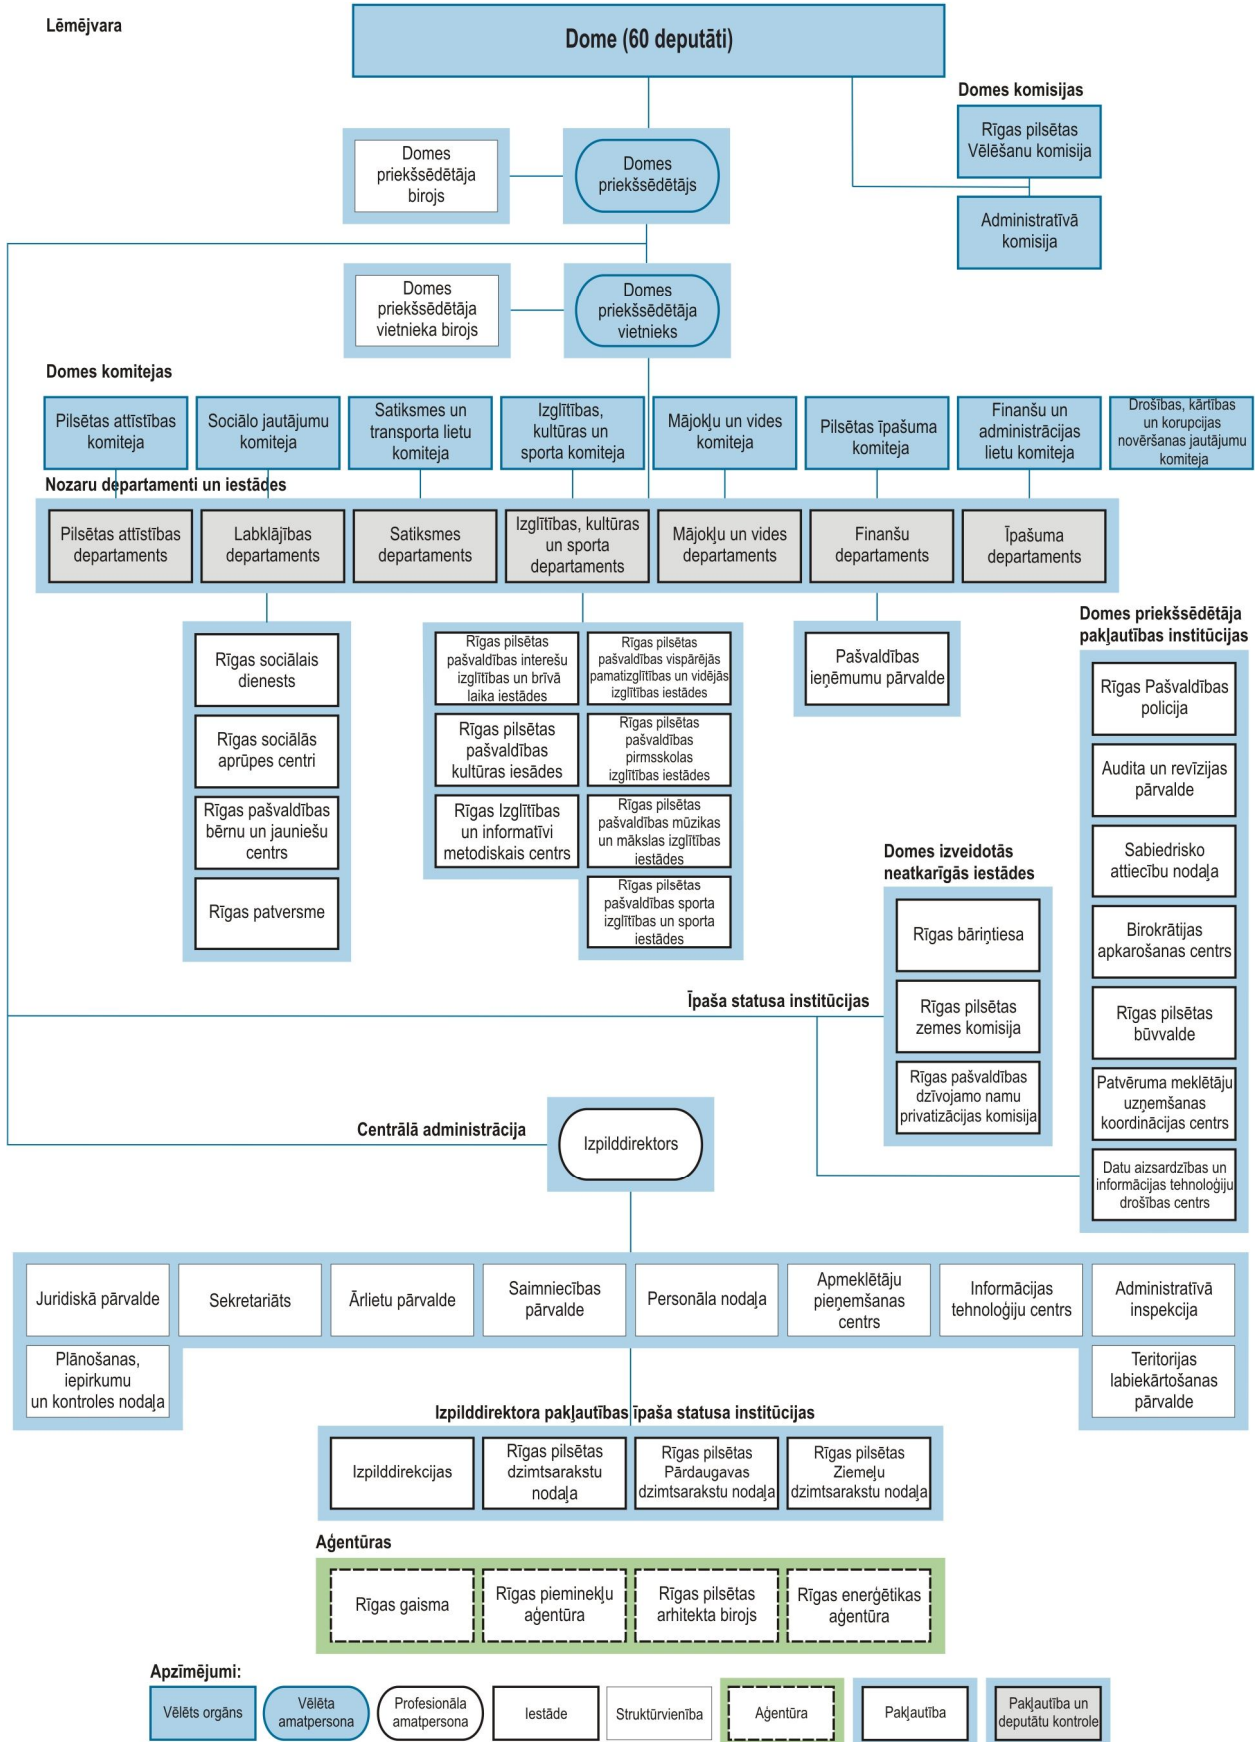 Lēmējvara
Dome (60 deputāti)
Domes komisijas
Rīgas pilsētas
Vēlēšanu komisija
Administratīvā
komisija
Domes
priekšsēdētāja
birojs
Domes
priekšsēdētājs
Domes
priekšsēdētāja
vietnieka birojs
Domes
priekšsēdētāja
vietnieks
Domes komitejas
Pilsētas attīstības
komiteja
Sociālo jautājumu
komiteja
Satiksmes un
transporta lietu
komiteja
Izglītības,
kultūras un
sporta komiteja
Mājokļu un vides
komiteja
Pilsētas īpašuma
komiteja
Finanšu un
administrācijas
lietu komiteja
Drošības, kārtības
un korupcijas
novēršanas jautājumu
komiteja
Nozaru departamenti un iestādes
Pilsētas attīstības
departaments
Labklājības
departaments
Satiksmes
departaments
Izglītības, kultūras
un sporta
departaments
Mājokļu un vides
departaments
Finanšu
departaments
Īpašuma
departaments
Rīgas sociālais
dienests
Rīgas sociālās
aprūpes centri
Rīgas pašvaldības
bērnu un jauniešu
centrs
Rīgas patversme
Rīgas pilsētas
pašvaldība interešu
izglītības un brīvā
laika iestādes
Rīgas pilsētas
pašvaldības
kultūras iesādes
Rīgas Izglītības
un informatīvi
metodiskais centrs
Rīgas pilsētas
pašvaldības vispārējās
pamatizglītības un vidējās
izglītības iestādes
Rīgas pilsētas
pašvaldības
pirmsskolas
izglītības iestādes
Rīgas pilsētas
pašvaldības mūzikas
un mākslas izglītības
iestādes
Rīgas pilsētas
pašvaldības sporta
izglītības un sporta
iestādes
Pašvaldības
ieņēmumu pārvalde
Domes priekšsēdētāja
pakļautības institūcijas
Rīgas Pašvaldības
policija
Audita un revīzijas
pārvalde
Sabiedrisko
attiecību nodaļa
Birokrātijas
apkarošanas centrs
Rīgas pilsētas
būvvalde
Patvēruma meklētāju
uzņemšanas
koordinācijas centrs
Datu aizsardzības un
informācijas tehnoloģiju
drošības centrs
Domes izveidotās
neatkarīgās iestādes
Rīgas bāriņtiesa
Rīgas pilsētas
zemes komisija
Rīgas pašvaldības
dzīvojamo namu
privatizācijas komisija
Īpaša statusa institūcijas
Centrālā administrācija
Izpilddirektors
Juridiskā pārvalde
Sekretariāts
Ārlietu pārvalde
Saimniecības
pārvalde
Personāla nodaļa
Apmeklētāju
pieņemšanas
centrs
Informācijas
tehnoloģiju centrs
Administratīvā
inspekcija
Plānošanas,
iepirkumu
un kontroles nodaļa
Teritorijas
labiekārtošanas
pārvalde
Izpilddirektora pakļautības īpaša statusa institūcijas
Izpilddirekcijas
Rīgas pilsētas
dzimtsarakstu
nodaļa
Rīgas pilsētas
Pārdaugavas
dzimtsarakstu nodaļa
Rīgas pilsētas
Ziemeļu
dzimtsarakstu nodaļa
Aģentūras
Rīgas gaisma
Rīgas pieminekļu
aģentūra
Rīgas pilsētas
arhitekta birojs
Rīgas enerģētikas
aģentūra
Apzīmējumi:
Vēlēts orgāns
Vēlēta
amatpersona
Profesionāla
amatpersona
Iestāde
Struktūrvienība
Aģentūra
Pakļautība
Pakļautība un
deputātu kontrole